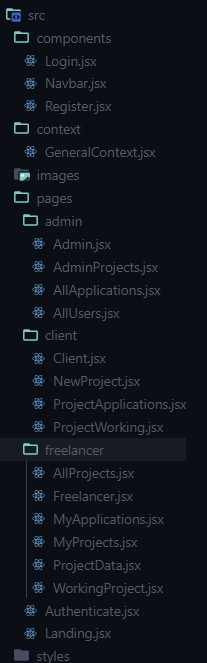 src
components
Login.jsx
Navbar.jsx
Register.jsx
context
GeneralContext.jsx
images
pages
admin
Admin.jsx
AdminProjects.jsx
AllApplications.jsx
AllUsers.jsx
client
Client.jsx
NewProject.jsx
ProjectApplications.jsx
ProjectWorking.jsx
freelancer
AllProjects.jsx
Freelancer.jsx
MyApplications.jsx
MyProjects.jsx
ProjectData.jsx
WorkingProject.jsx
Authenticate.jsx
Landing.jsx
styles